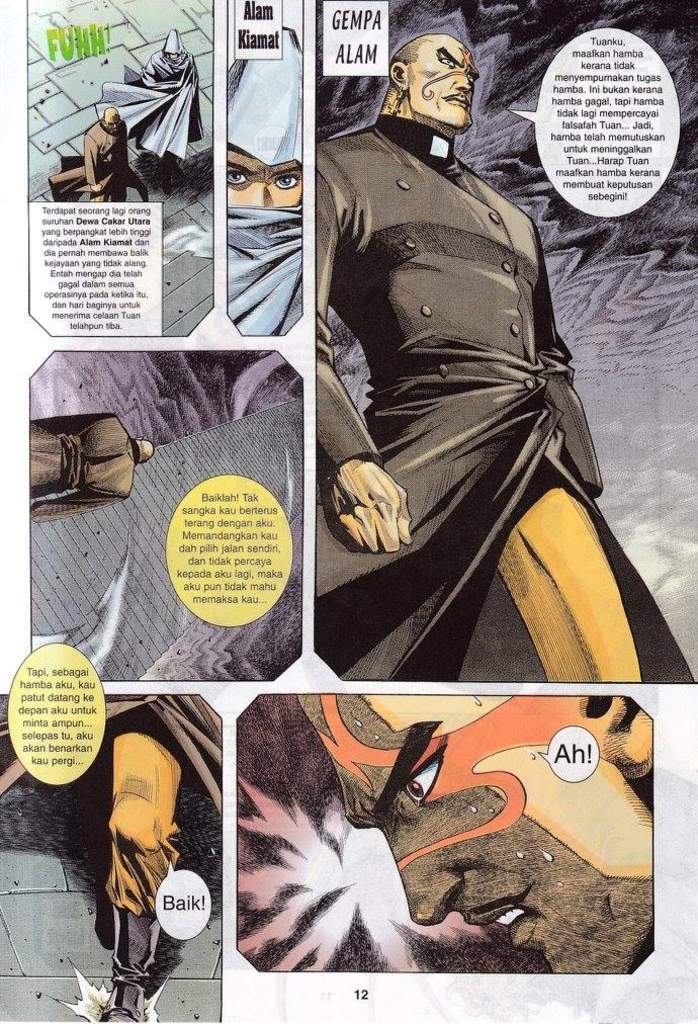 FUHH!
Alam
Kiamat
GEMPA
ALAM
Tuanku,
maafkan hamba
kerana tidak
menyempurnakan tugas
hamba. Ini bukan kerana
hamba gagal, tapi hamba
tidak lagi mempercayai
falsafah Tuan... Jadi,
hamba telah memutuskan
untuk meninggalkan
Tuan...Harap Tuan
maafkan hamba kerana
membuat keputusan
sebegini!
Terdapat seorang lagi orang
suruhan Dewa Cakar Utara
yang berpangkat lebih tinggi
daripada Alam Kiamat dan
dia pernah membawa balik
kejayaan yang tidak alang.
Entah mengap dia telah
gagal dalam semua
operasinya pada ketika itu,
dan hari baginya untuk
menerima celaan Tuan
telahpun tiba.
Baiklah! Tak
sangka kau berterus
terang dengan aku.
Memandangkan kau
dah pilih jalan sendiri,
dan tidak percaya
kepada aku lagi, maka
aku pun tidak mahu
memaksa kau...
Tapi, sebagai
hamba aku, kau
patut datang ke
depan aku untuk
minta ampun...
selepas tu, aku
akan benarkan
kau pergi...
Baik!
Ah!
12